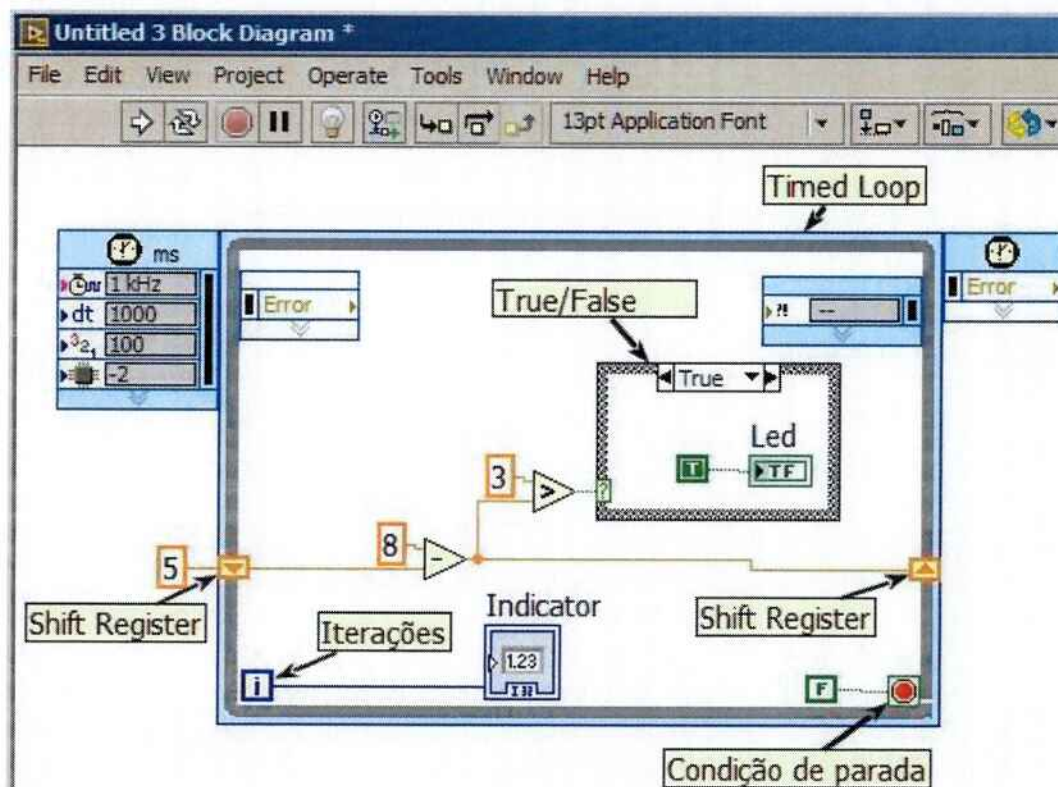 Untitled 3 Block Diagram *
File Edit View Project Operate Tools Window Help
13pt Application Font
Timed Loop
ms
1 kHz
dt 1000
100
-2
Error
True/False
?! --
Error
True
Led
T TF
3
>
?
8
-
5
Shift Register
Iterações
Indicator
1.23
I32
Shift Register
i
F
Condição de parada